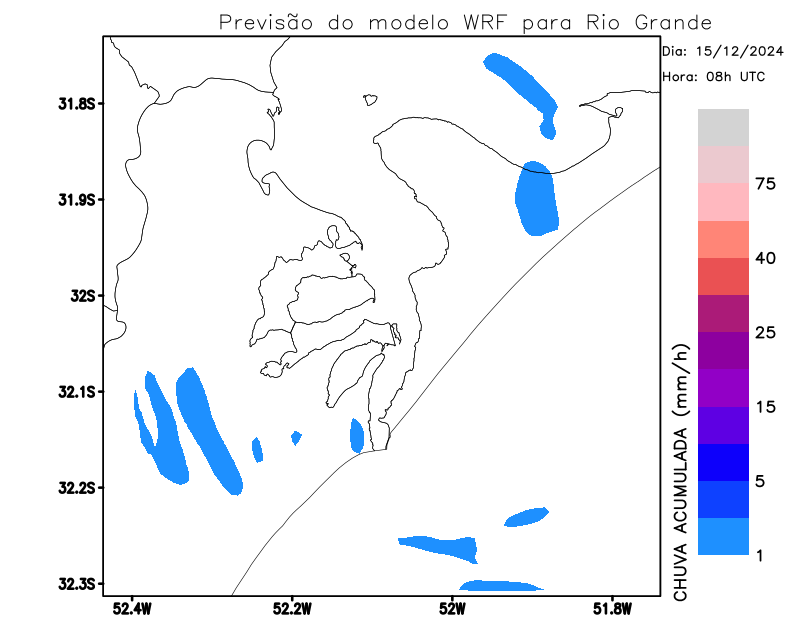 Previsão do modelo WRF para Rio Grande
Dia: 15/12/2024
Hora: 08h UTC
31.8S
31.9S
32S
32.1S
32.2S
32.3S
52.4W
52.2W
52W
51.8W
75
40
25
15
5
1
CHUVA ACUMULADA (mm/h)